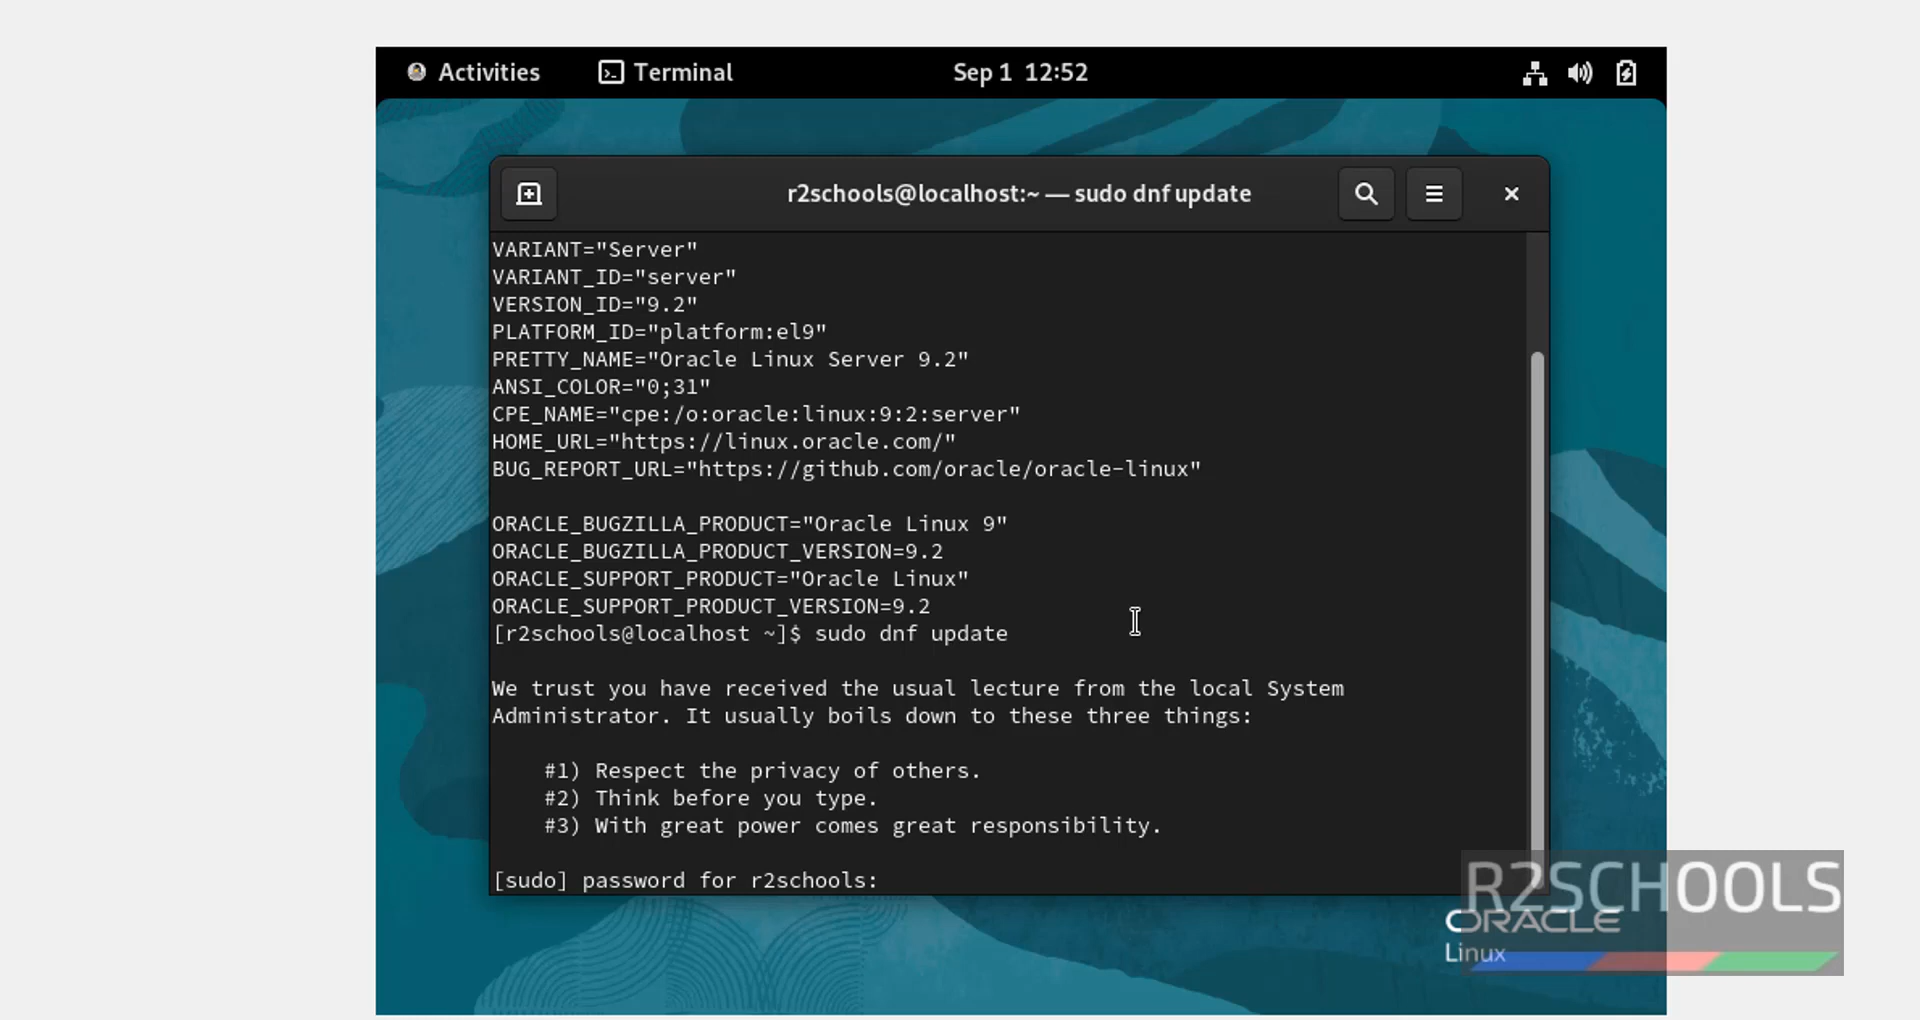 Activities
Terminal
Sep 1 12:52
r2schools@localhost:~ — sudo dnf update
VARIANT="Server"
VARIANT_ID="server"
VERSION_ID="9.2"
PLATFORM_ID="platform:el9"
PRETTY_NAME="Oracle Linux Server 9.2"
ANSI_COLOR="0;31"
CPE_NAME="cpe:/o:oracle:linux:9:2:server"
HOME_URL="https://linux.oracle.com/"
BUG_REPORT_URL="https://github.com/oracle/oracle-linux"
ORACLE_BUGZILLA_PRODUCT="Oracle Linux 9"
ORACLE_BUGZILLA_PRODUCT_VERSION=9.2
ORACLE_SUPPORT_PRODUCT="Oracle Linux"
ORACLE_SUPPORT_PRODUCT_VERSION=9.2
[r2schools@localhost ~]$ sudo dnf update
We trust you have received the usual lecture from the local System
Administrator. It usually boils down to these three things:
#1) Respect the privacy of others.
#2) Think before you type.
#3) With great power comes great responsibility.
[sudo] password for r2schools:
R2SCHOOLS
ORACLE
Linux